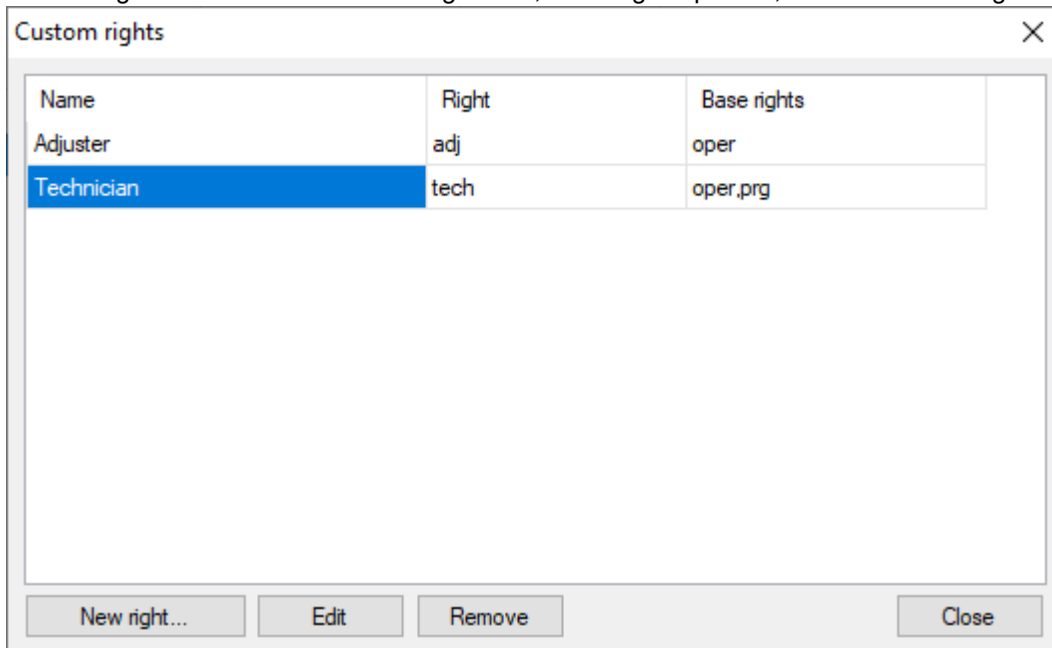 Custom rights
Name Right Base rights
Adjuster adj oper
Technician tech oper,prg
New right... Edit Remove Close